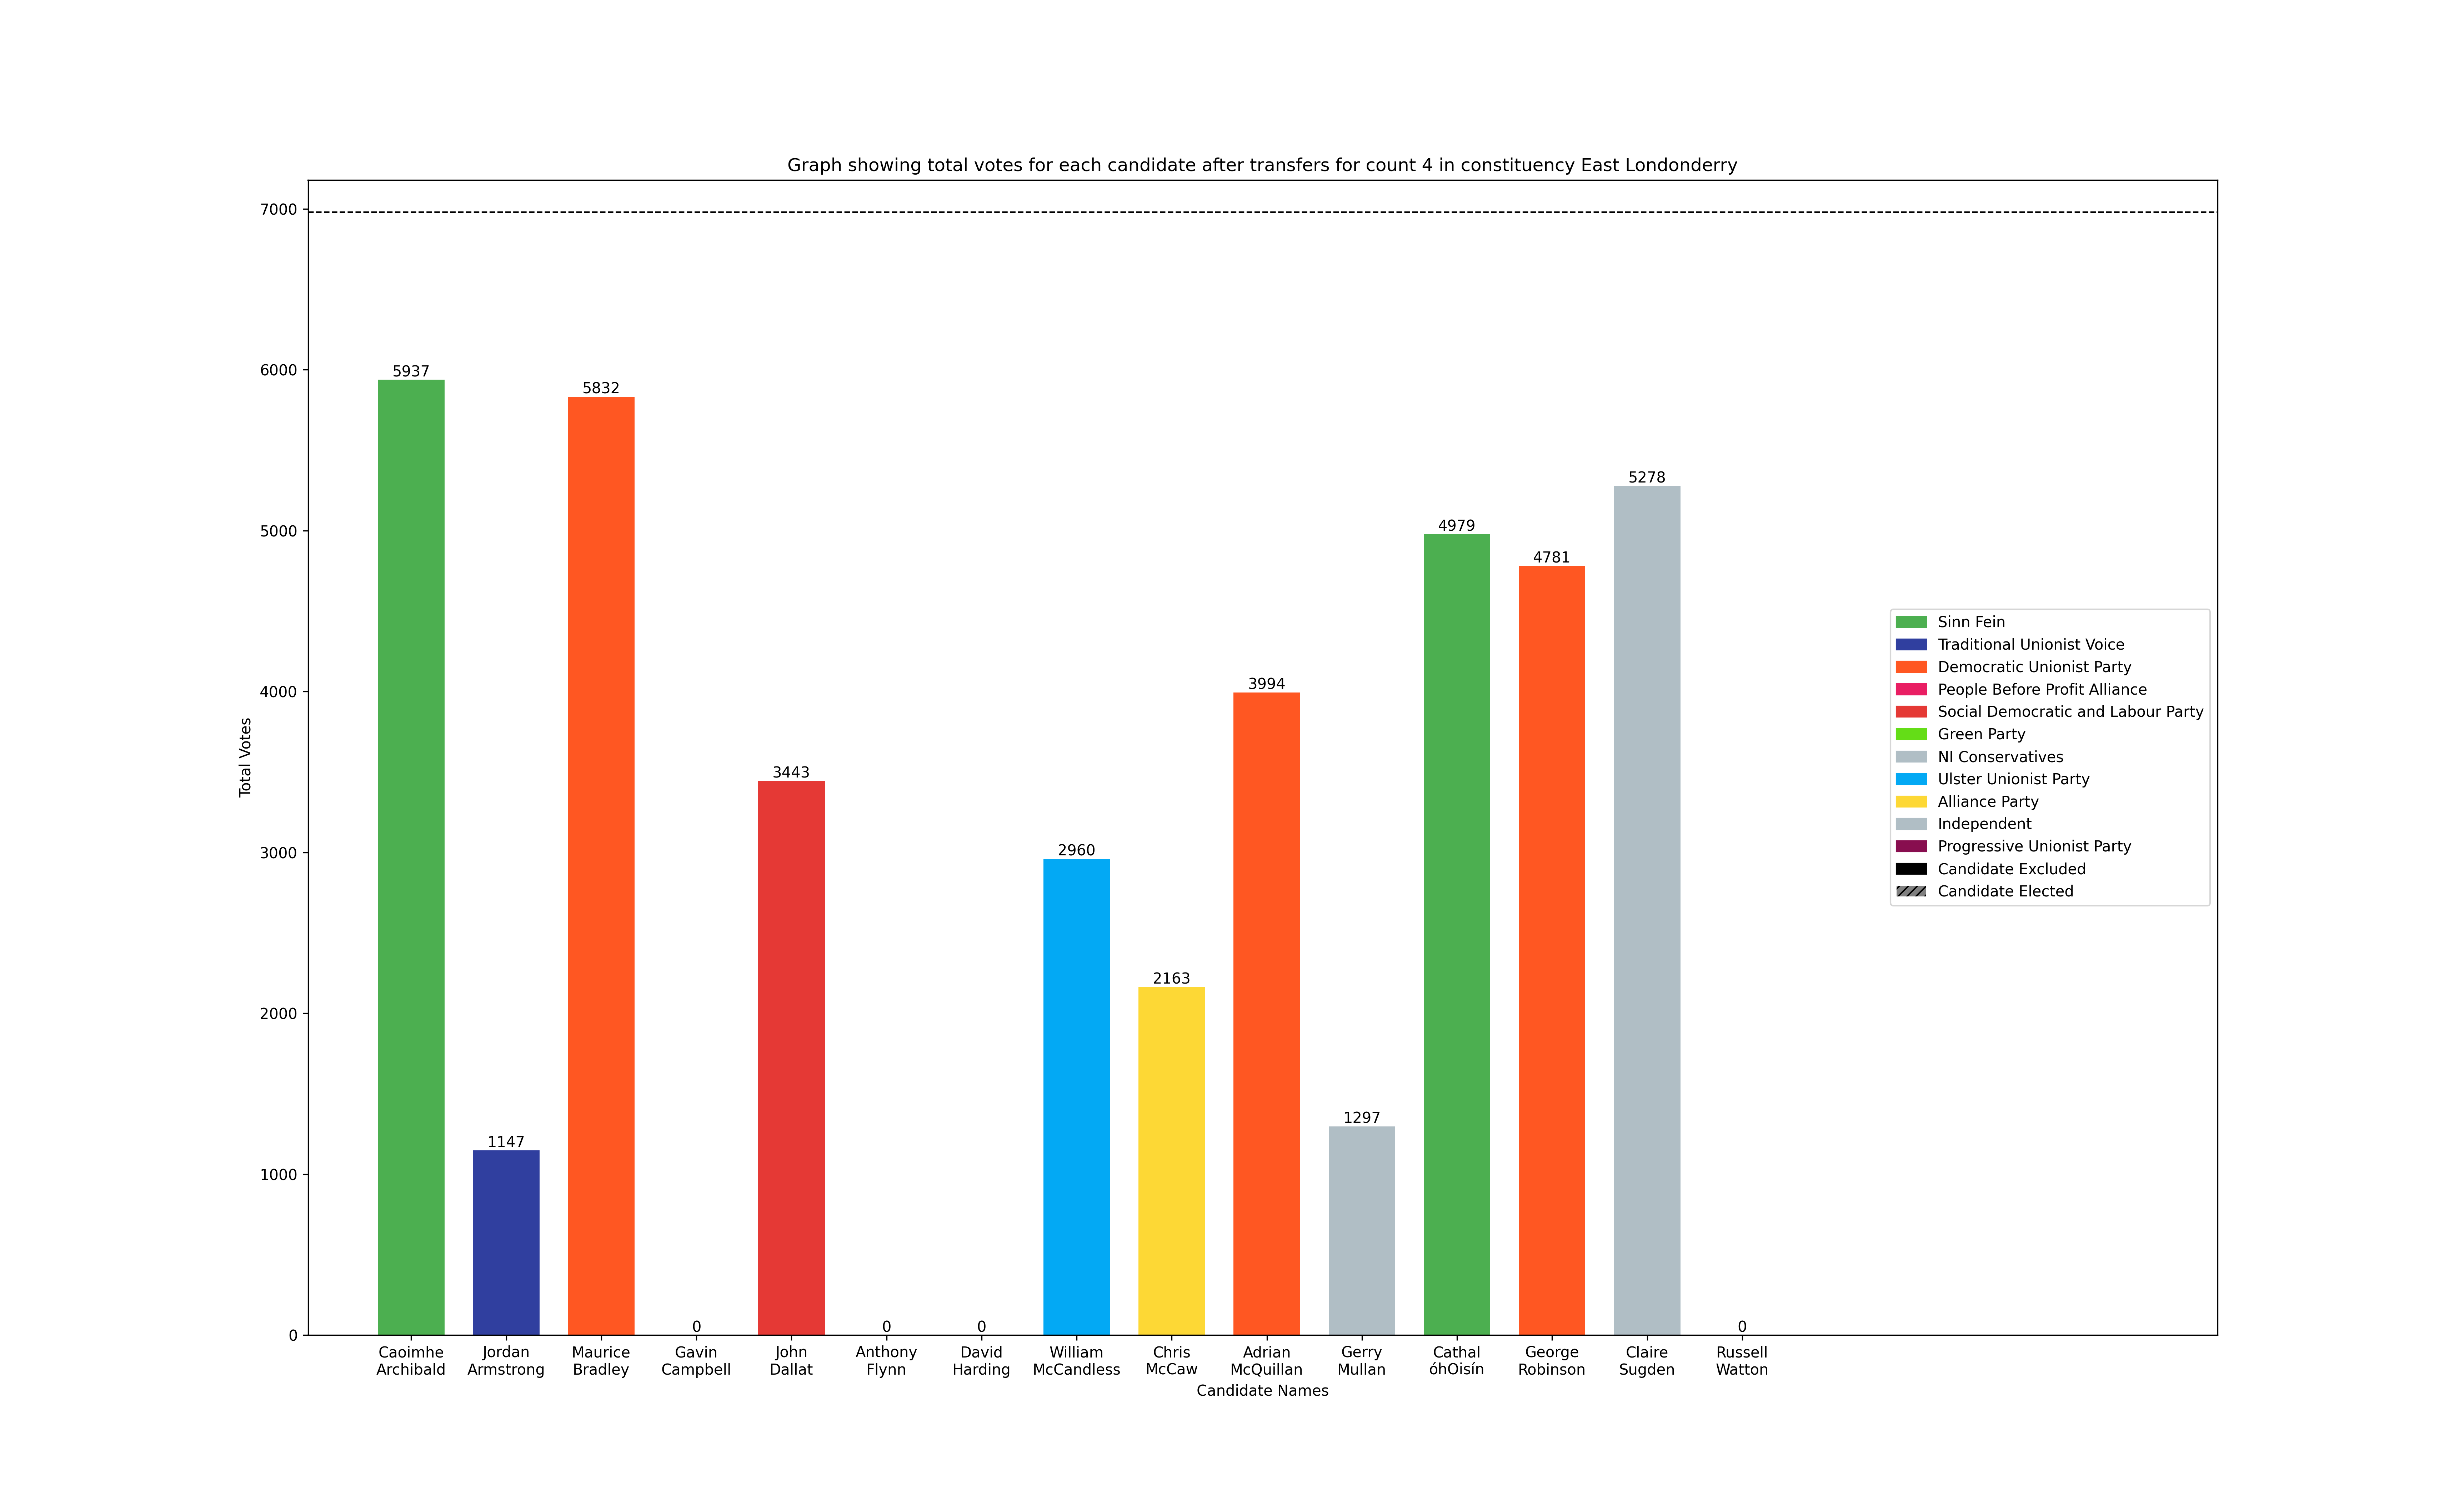 Graph showing total votes for each candidate after transfers for count 4 in constituency East Londonderry
Total Votes
7000
6000
5000
4000
3000
2000
1000
0
5937
1147
5832
0
3443
0
0
2960
2163
3994
1297
4979
4781
5278
0
Caoimhe
Archibald
Jordan
Armstrong
Maurice
Bradley
Gavin
Campbell
John
Dallat
Anthony
Flynn
David
Harding
William
McCandless
Chris
McCaw
Adrian
McQuillan
Gerry
Mullan
Cathal
óhOisín
George
Robinson
Claire
Sugden
Russell
Watton
Candidate Names
Sinn Fein
Traditional Unionist Voice
Democratic Unionist Party
People Before Profit Alliance
Social Democratic and Labour Party
Green Party
NI Conservatives
Ulster Unionist Party
Alliance Party
Independent
Progressive Unionist Party
Candidate Excluded
Candidate Elected